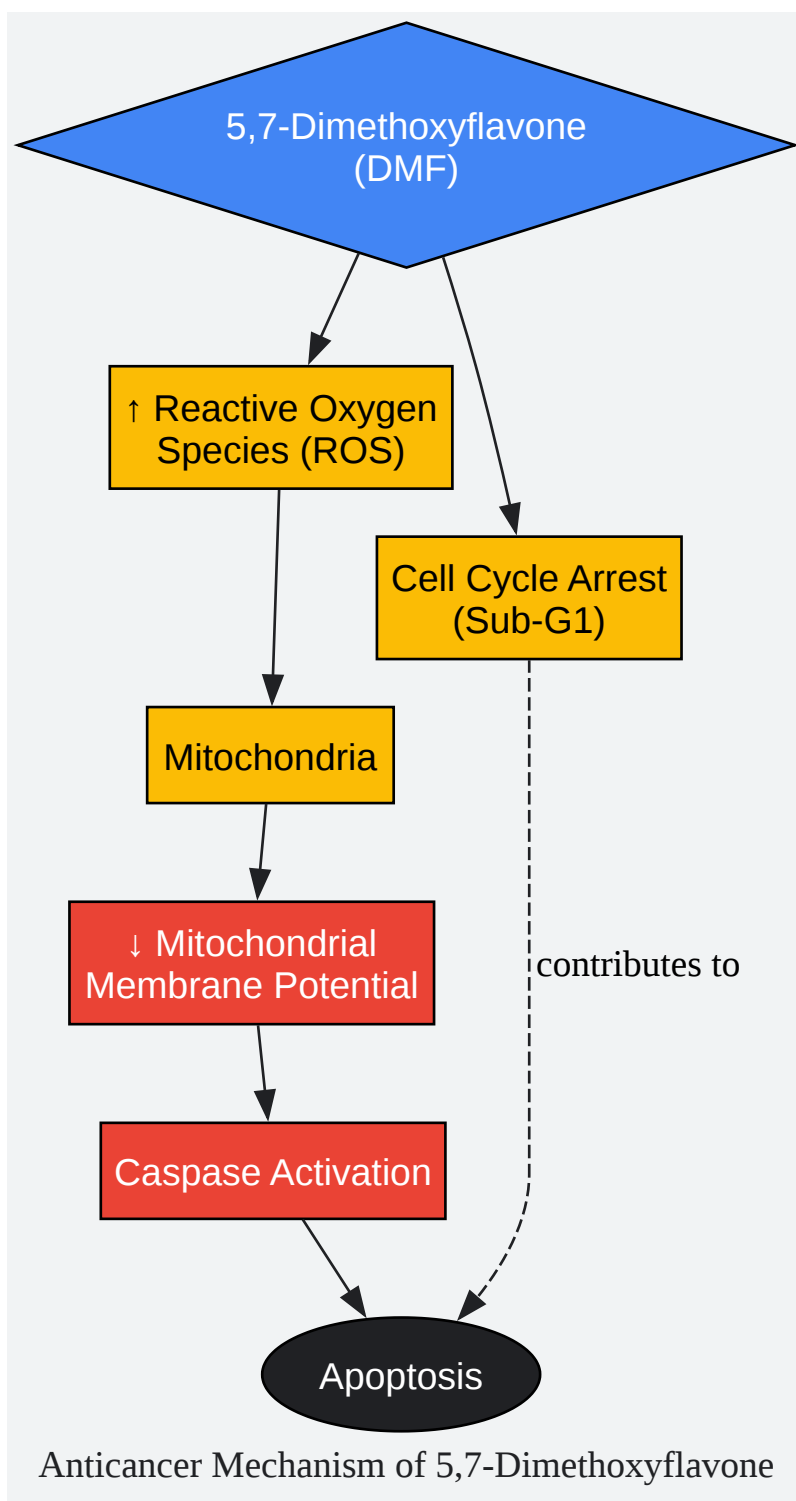 5,7-Dimethoxyflavone
(DMF)
↑ Reactive Oxygen
Species (ROS)
Cell Cycle Arrest
(Sub-G1)
Mitochondria
↓ Mitochondrial
Membrane Potential
contributes to
Caspase Activation
Apoptosis
Anticancer Mechanism of 5,7-Dimethoxyflavone